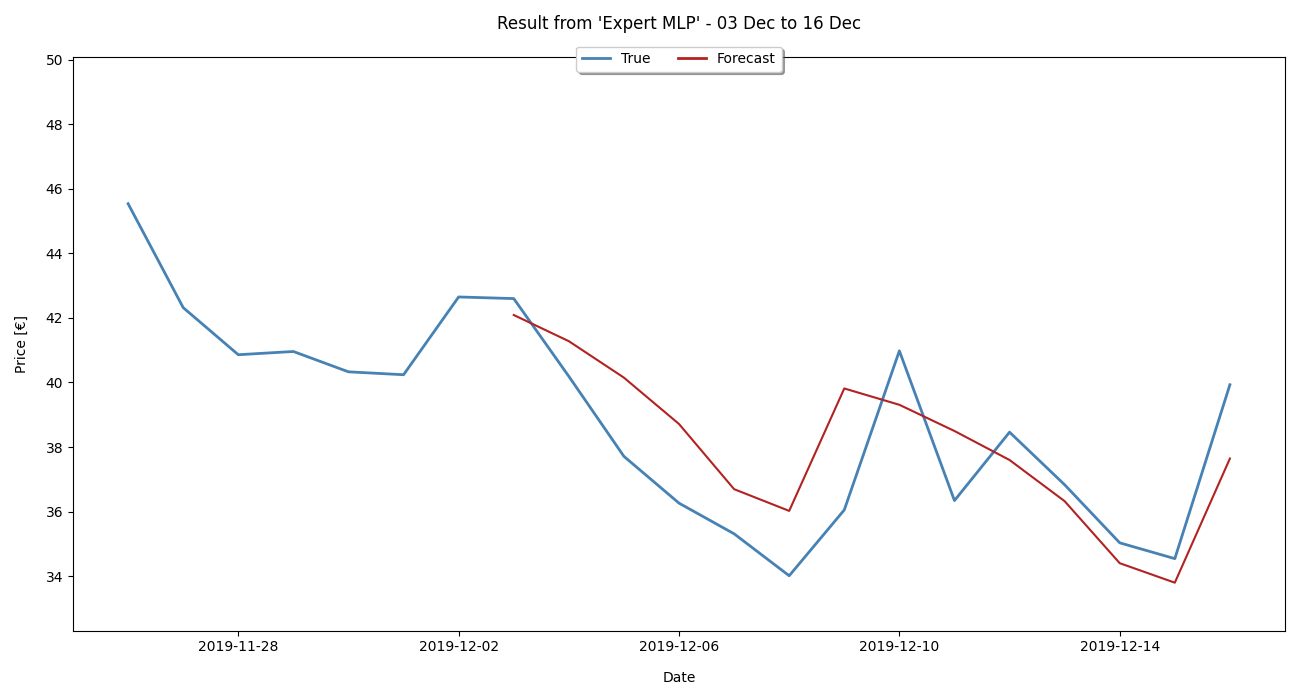 Result from 'Expert MLP' - 03 Dec to 16 Dec
True
Forecast
50
48
46
44
42
40
38
36
34
Price [€]
2019-11-28
2019-12-02
2019-12-06
2019-12-10
2019-12-14
Date